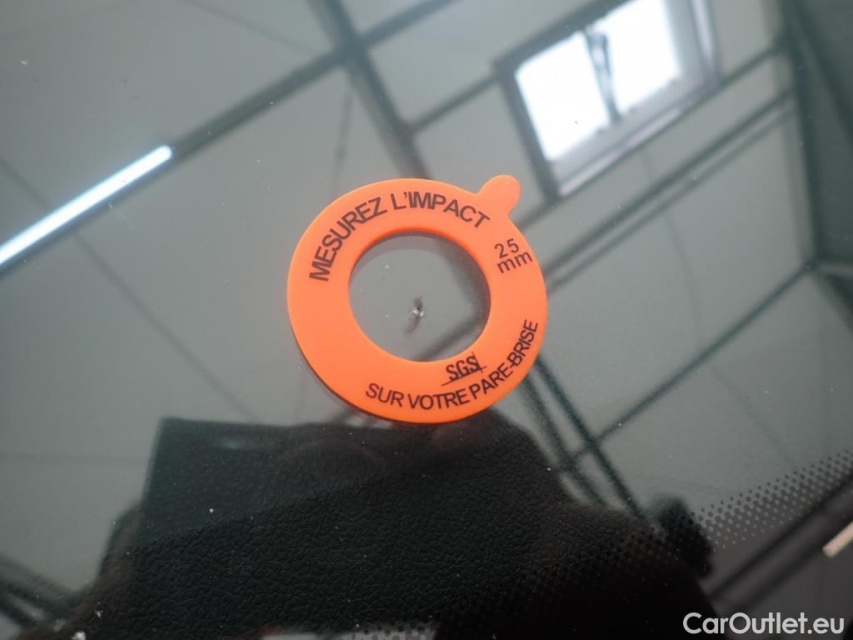 MESUREZ L'IMPACT
25
mm
SGS
SUR VOTRE PARE-BRISE
CarOutlet.eu